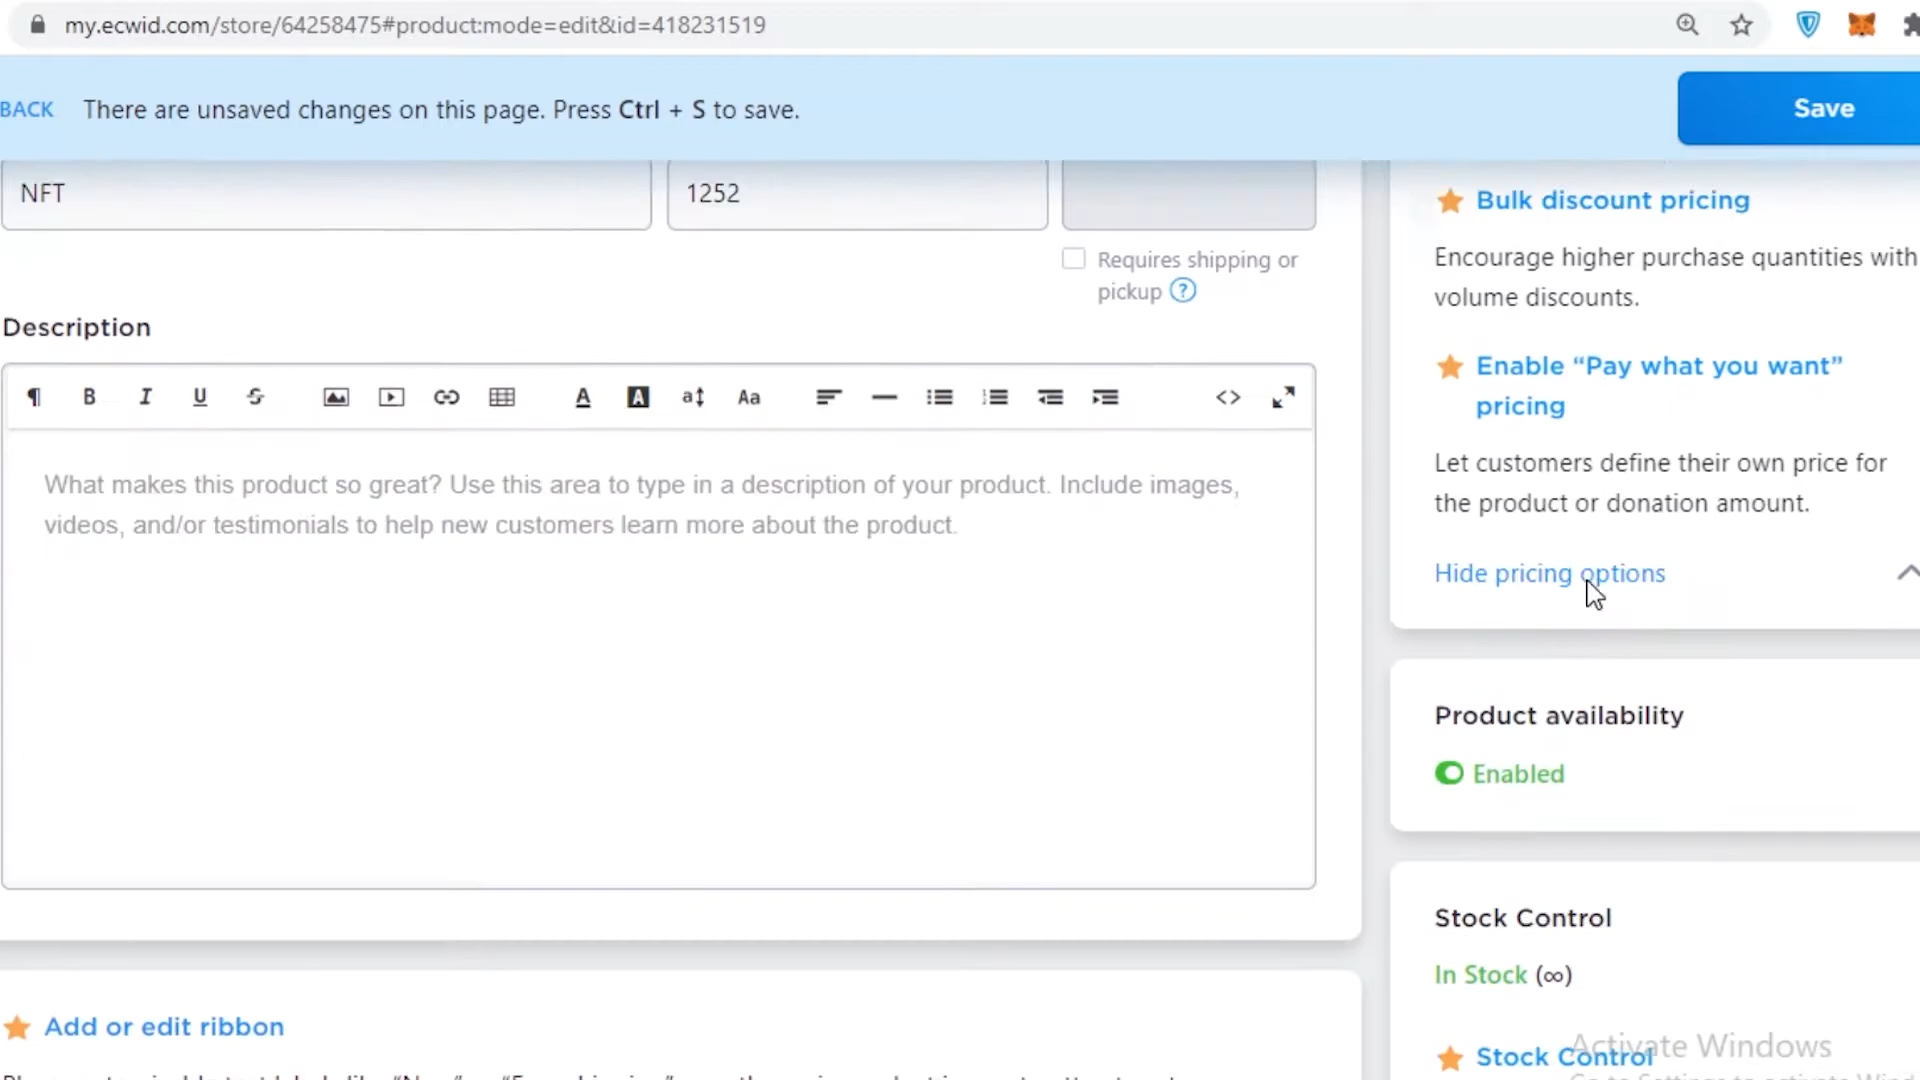 my.ecwid.com/store/64258475#product:mode=edit&id=418231519
BACK There are unsaved changes on this page. Press Ctrl + S to save.
Save
NFT
1252
Requires shipping or
pickup ?
Description
What makes this product so great? Use this area to type in a description of your product. Include images,
videos, and/or testimonials to help new customers learn more about the product.
Add or edit ribbon
Bulk discount pricing
Encourage higher purchase quantities with
volume discounts.
Enable “Pay what you want”
pricing
Let customers define their own price for
the product or donation amount.
Hide pricing options
Product availability
Enabled
Stock Control
In Stock (∞)
Stock Control
Activate Windows